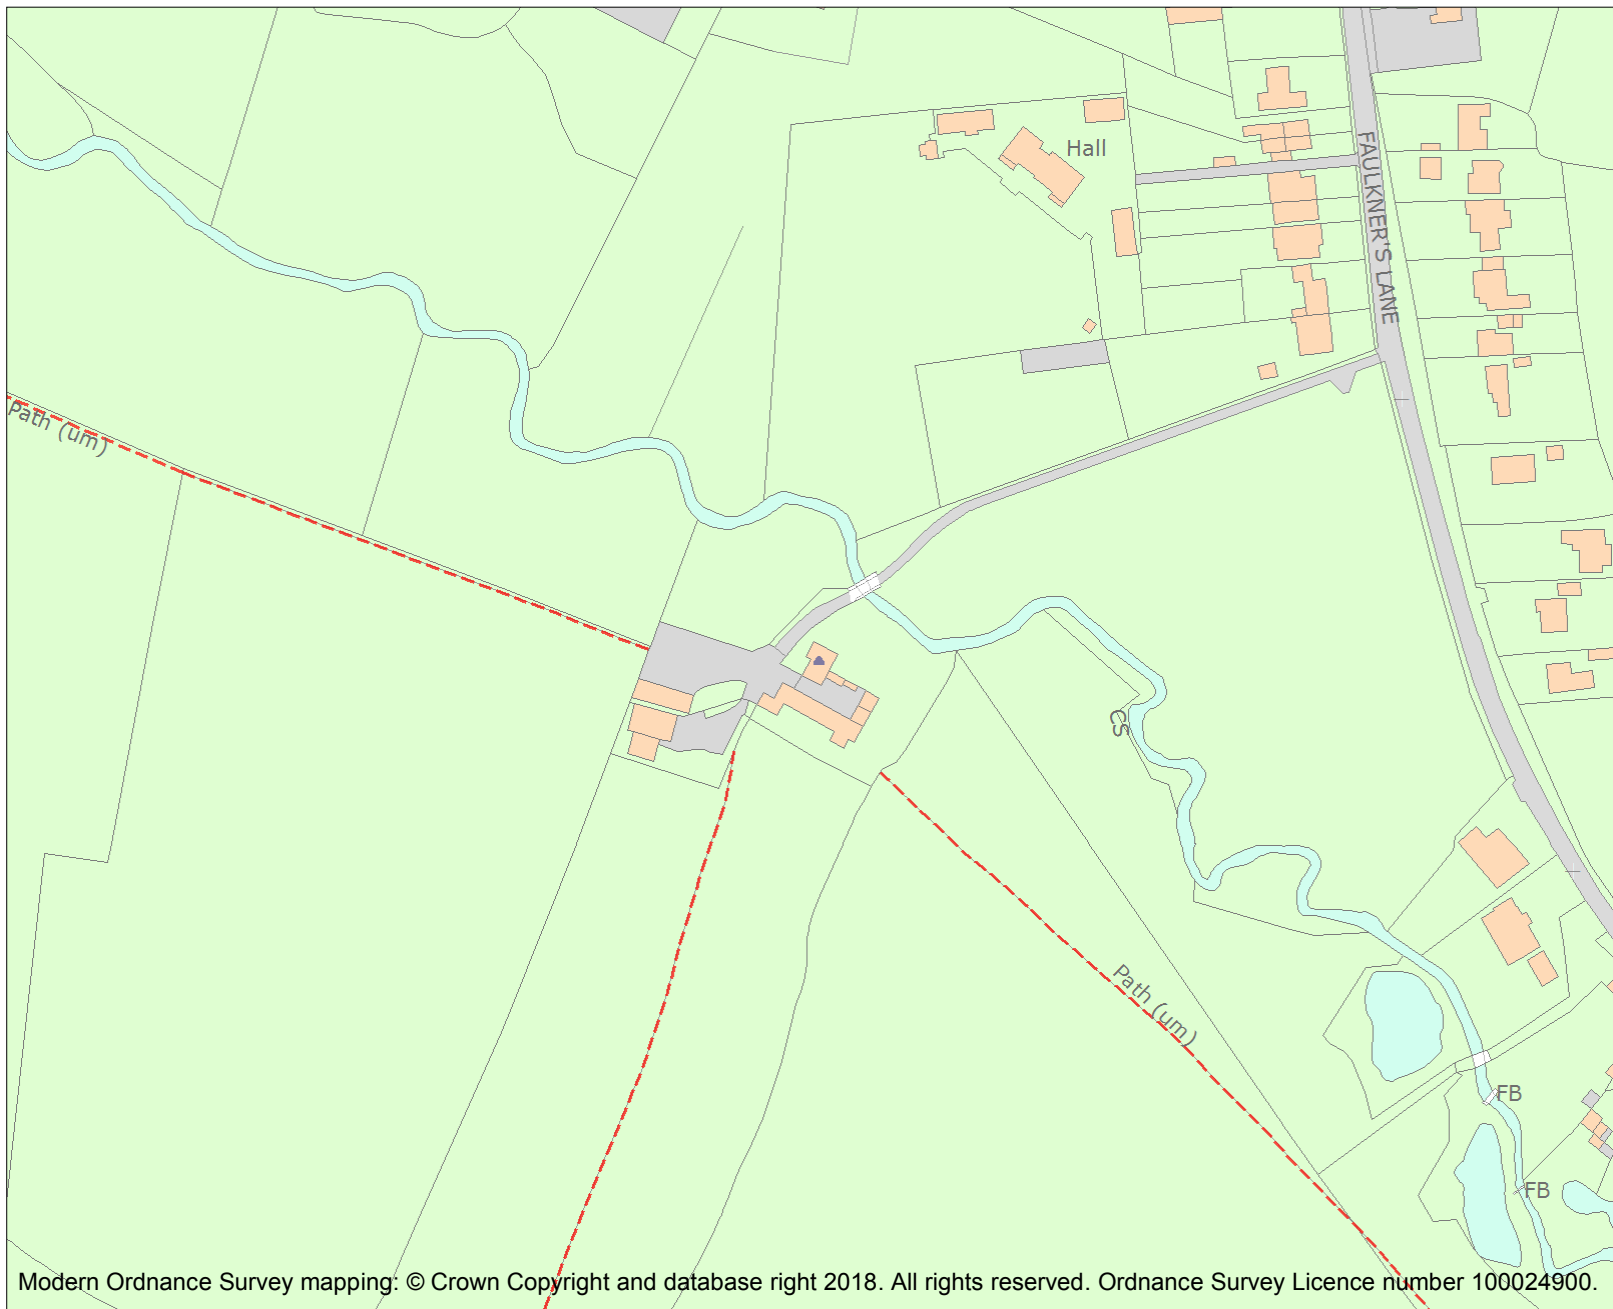 Hall
FAULKNER'S LANE
Path (um)
CS
Path (um)
FB
FB
Modern Ordnance Survey mapping: © Crown Copyright and database right 2018. All rights reserved. Ordnance Survey Licence number 100024900.